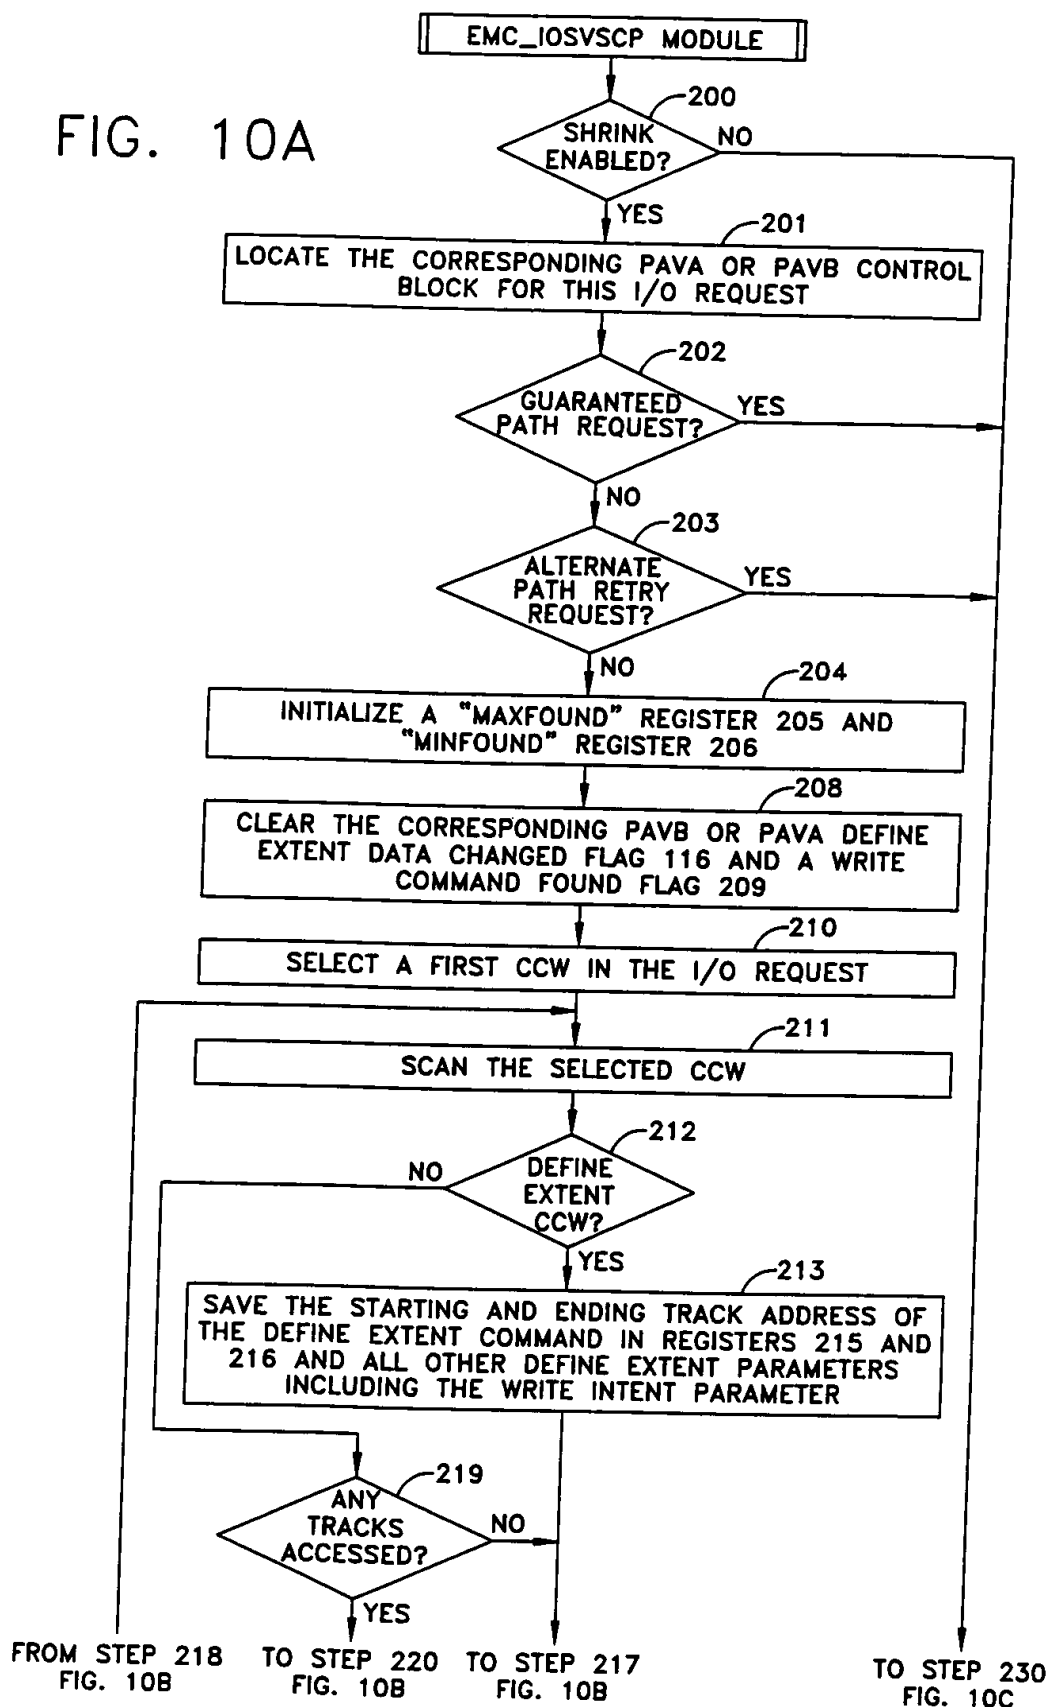 EMC_IOSVSCP MODULE
FIG. 10A
200
SHRINK
ENABLED?
NO
YES
201
LOCATE THE CORRESPONDING PAVA OR PAVB CONTROL
BLOCK FOR THIS I/O REQUEST
202
GUARANTEED
PATH REQUEST?
YES
NO
203
ALTERNATE
PATH RETRY
REQUEST?
YES
NO
204
INITIALIZE A "MAXFOUND" REGISTER 205 AND
"MINFOUND" REGISTER 206
208
CLEAR THE CORRESPONDING PAVB OR PAVA DEFINE
EXTENT DATA CHANGED FLAG 116 AND A WRITE
COMMAND FOUND FLAG 209
210
SELECT A FIRST CCW IN THE I/O REQUEST
211
SCAN THE SELECTED CCW
212
NO
DEFINE
EXTENT
CCW?
YES
213
SAVE THE STARTING AND ENDING TRACK ADDRESS OF
THE DEFINE EXTENT COMMAND IN REGISTERS 215 AND
216 AND ALL OTHER DEFINE EXTENT PARAMETERS
INCLUDING THE WRITE INTENT PARAMETER
219
ANY
TRACKS
ACCESSED?
NO
YES
FROM STEP 218
FIG. 10B
TO STEP 220
FIG. 10B
TO STEP 217
FIG. 10B
TO STEP 230
FIG. 10C